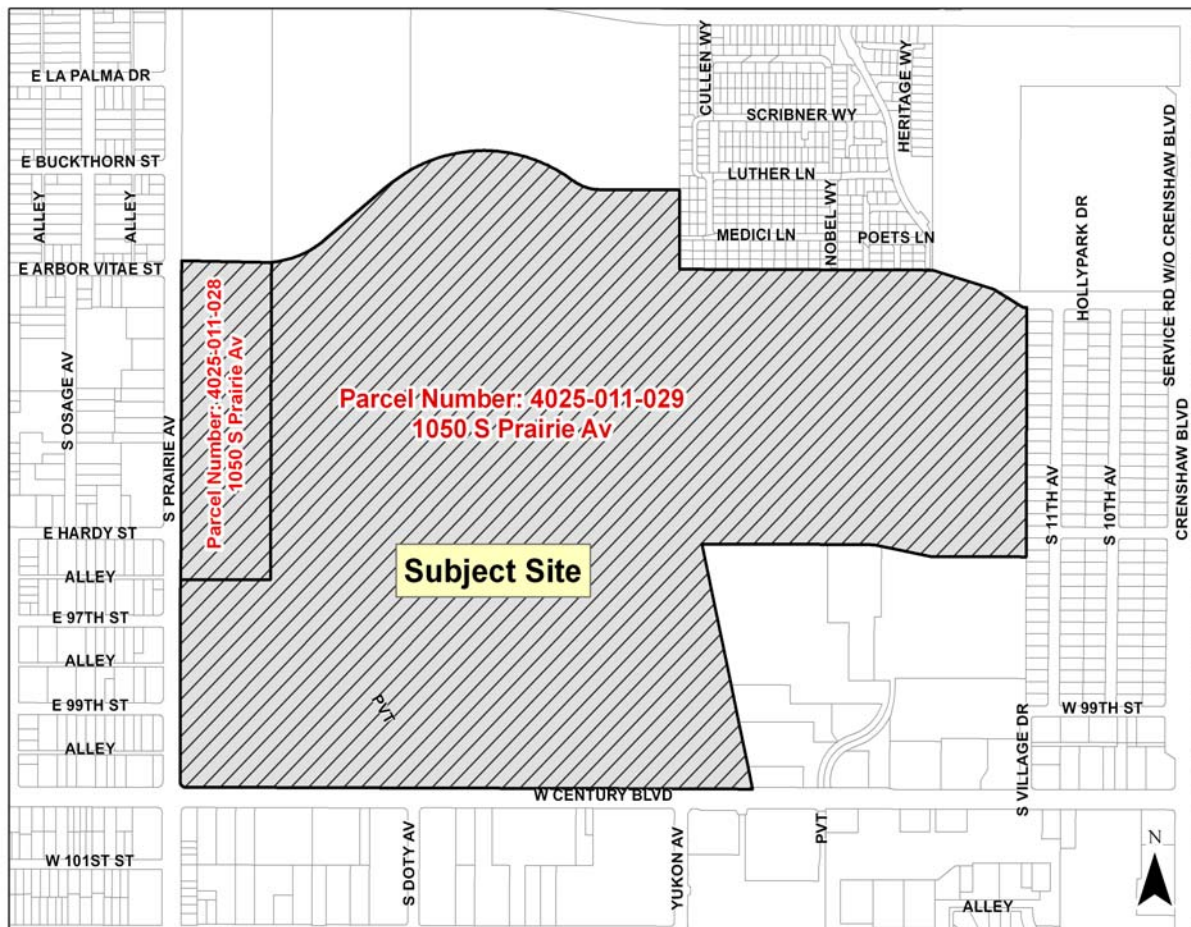 E LA PALMA DR
CULLEN WY
HERITAGE WY
SCRIBNER WY
E BUCKTHORN ST
LUTHER LN
ALLEY
ALLEY
NOBEL WY
MEDICI LN
POETS LN
HOLLYPARK DR
SERVICE RD W/O CRENSHAW BLVD
E ARBOR VITAE ST
S OSAGE AV
S PRAIRIE AV
Parcel Number: 4025-011-028
1050 S Prairie Av
Parcel Number: 4025-011-029
1050 S Prairie Av
S 11TH AV
S 10TH AV
CRENSHAW BLVD
E HARDY ST
ALLEY
Subject Site
E 97TH ST
ALLEY
E 99TH ST
PVT
W 99TH ST
ALLEY
S VILLAGE DR
W CENTURY BLVD
W 101ST ST
S DOTY AV
YUKON AV
PVT
ALLEY
N